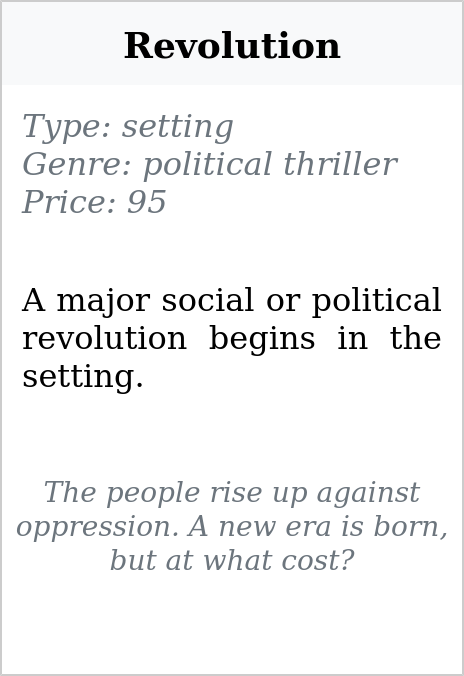 Revolution
Type: setting
Genre: political thriller
Price: 95
A major social or political
revolution begins in the
setting.
The people rise up against
oppression. A new era is born,
but at what cost?